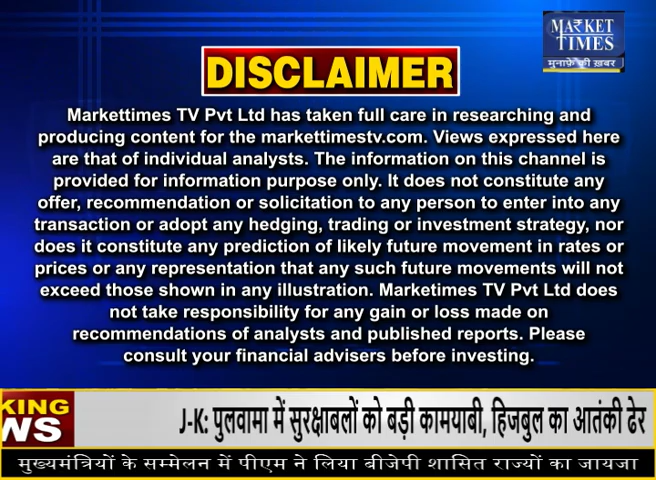 MARKET
TIMES
मुनाफ़े की ख़बर
DISCLAIMER
Markettimes TV Pvt Ltd has taken full care in researching and
producing content for the markettimestv.com. Views expressed here
are that of individual analysts. The information on this channel is
provided for information purpose only. It does not constitute any
offer, recommendation or solicitation to any person to enter into any
transaction or adopt any hedging, trading or investment strategy, nor
does it constitute any prediction of likely future movement in rates or
prices or any representation that any such future movements will not
exceed those shown in any illustration. Marketimes TV Pvt Ltd does
not take responsibility for any gain or loss made on
recommendations of analysts and published reports. Please
consult your financial advisers before investing.
KING
WS
J-K: पुलवामा में सुरक्षाबलों को बड़ी कामयाबी, हिजबुल का आतंकी ढेर
मुख्यमंत्रियों के सम्मेलन में पीएम ने लिया बीजेपी शासित राज्यों का जायजा